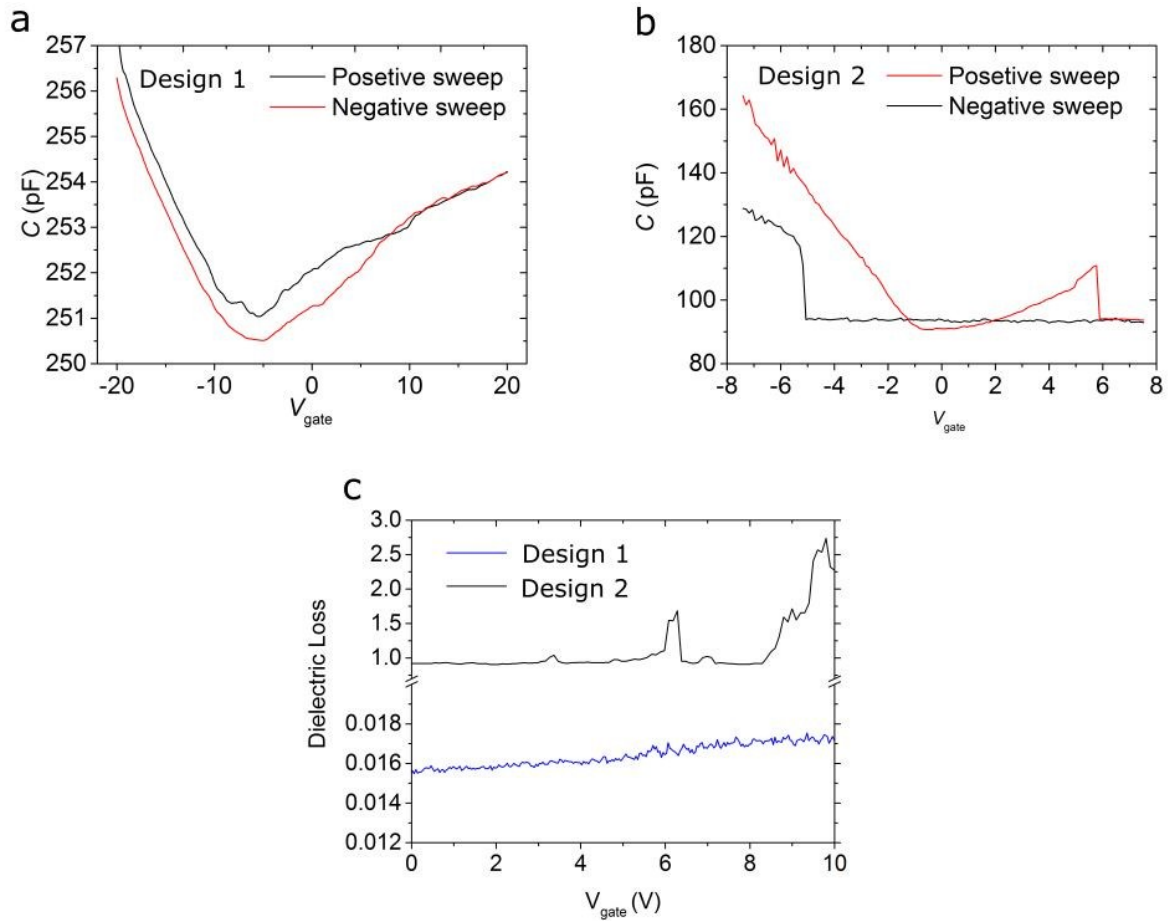 a
257
256
255
254
253
252
251
250
C (pF)
Design 1
Posetive sweep
Negative sweep
-20 -10 0 10 20
Vgate
b
180
160
140
120
100
80
C (pF)
Design 2
Posetive sweep
Negative sweep
-8 -6 -4 -2 0 2 4 6 8
Vgate
c
3.0
2.5
2.0
1.5
1.0
0.018
0.016
0.014
0.012
Dielectric Loss
Design 1
Design 2
0 2 4 6 8 10
Vgate (V)